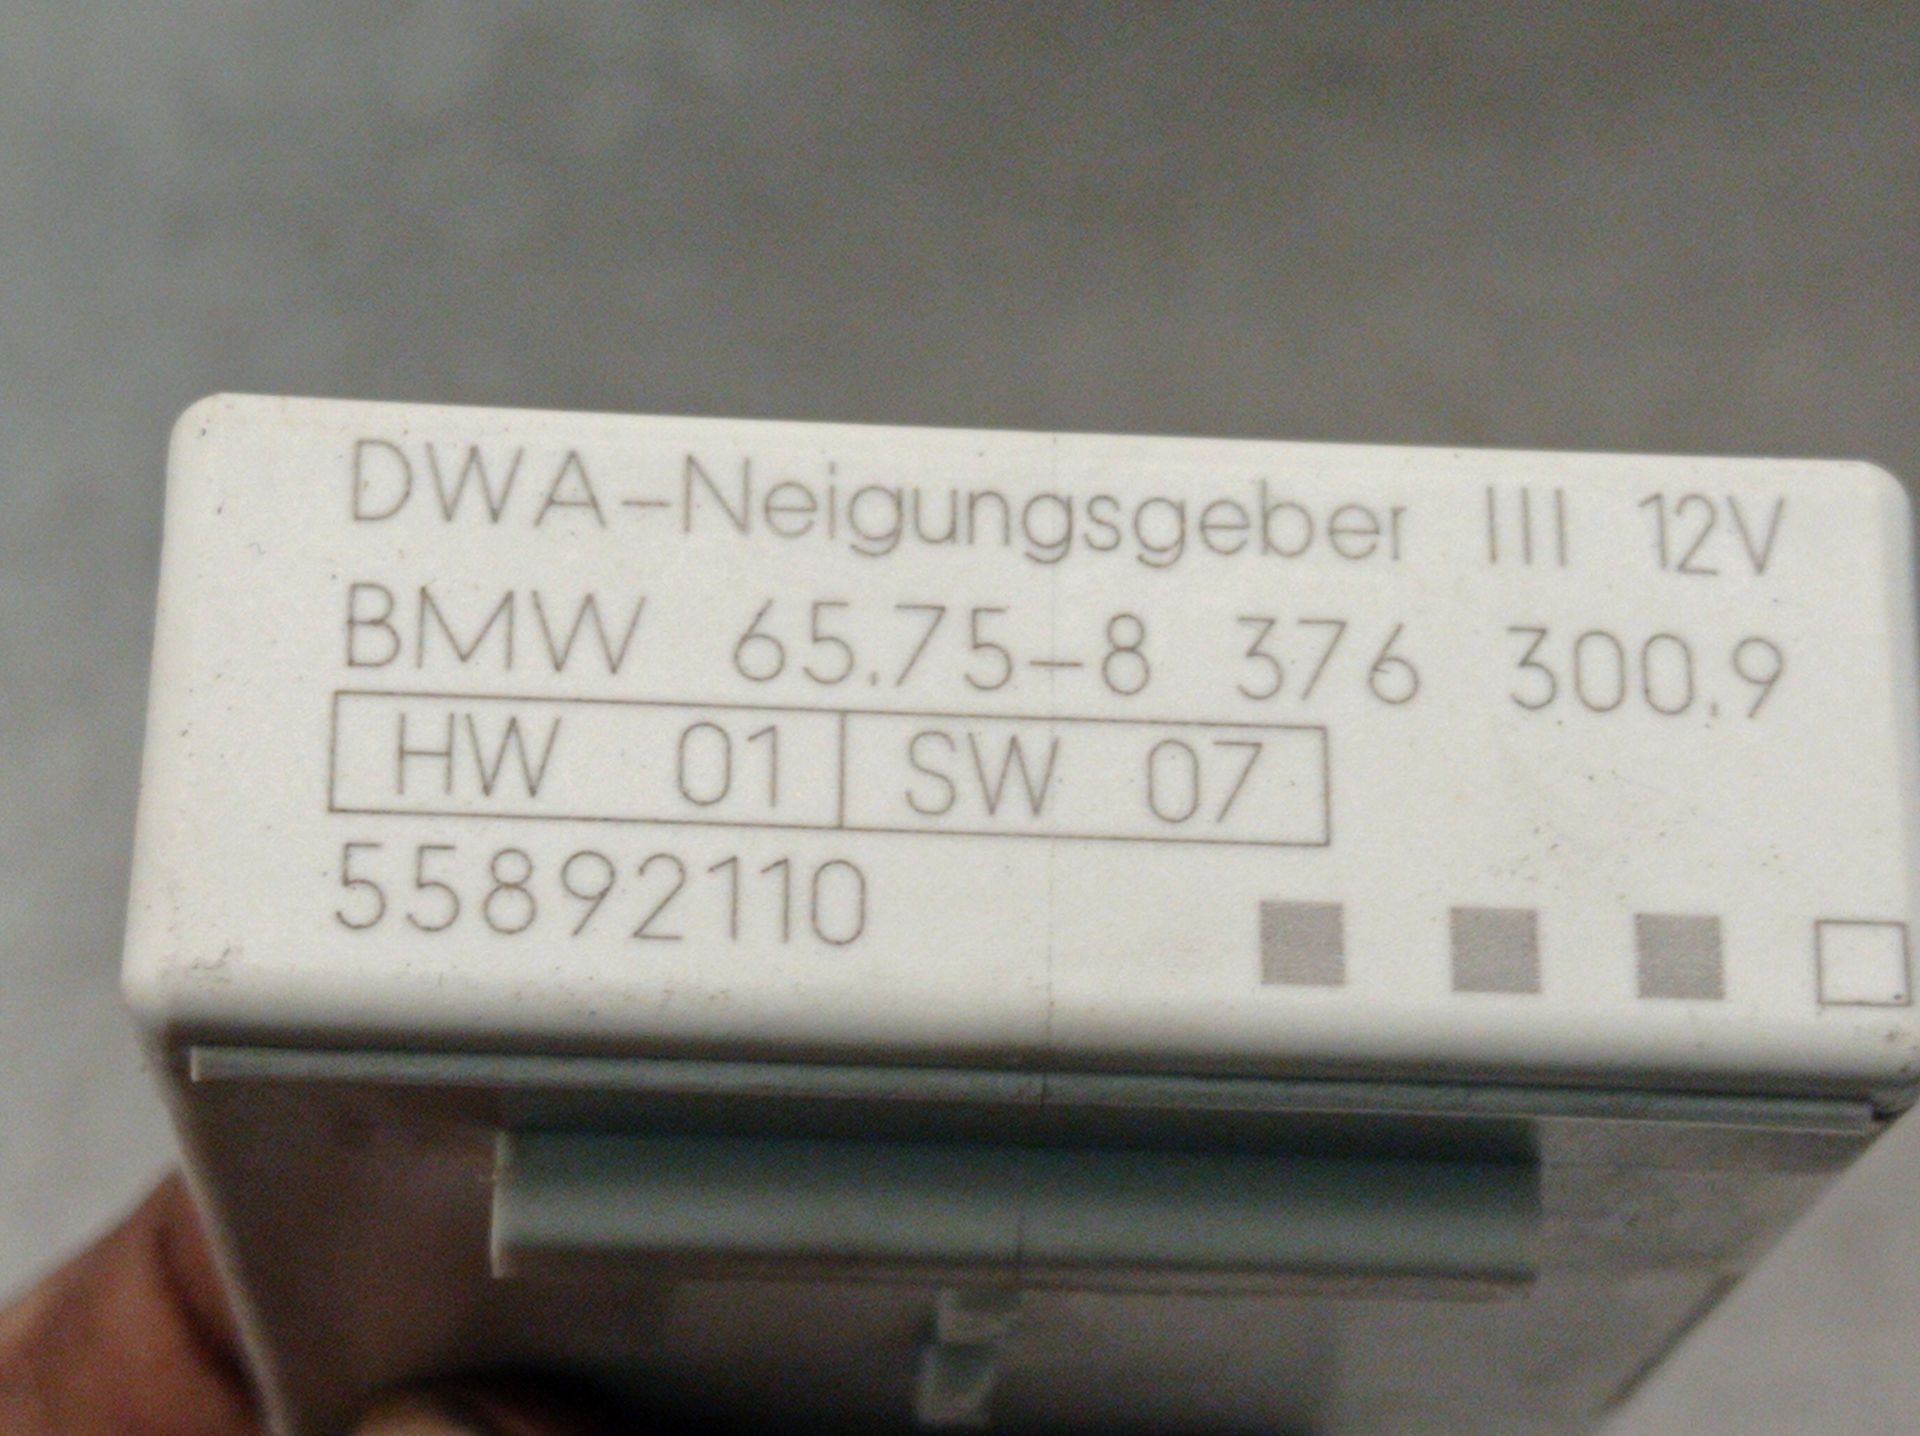 DWA-Neigungsgeber III 12V
BMW 65.75-8 376 300.9
HW 01 SW 07
55892110